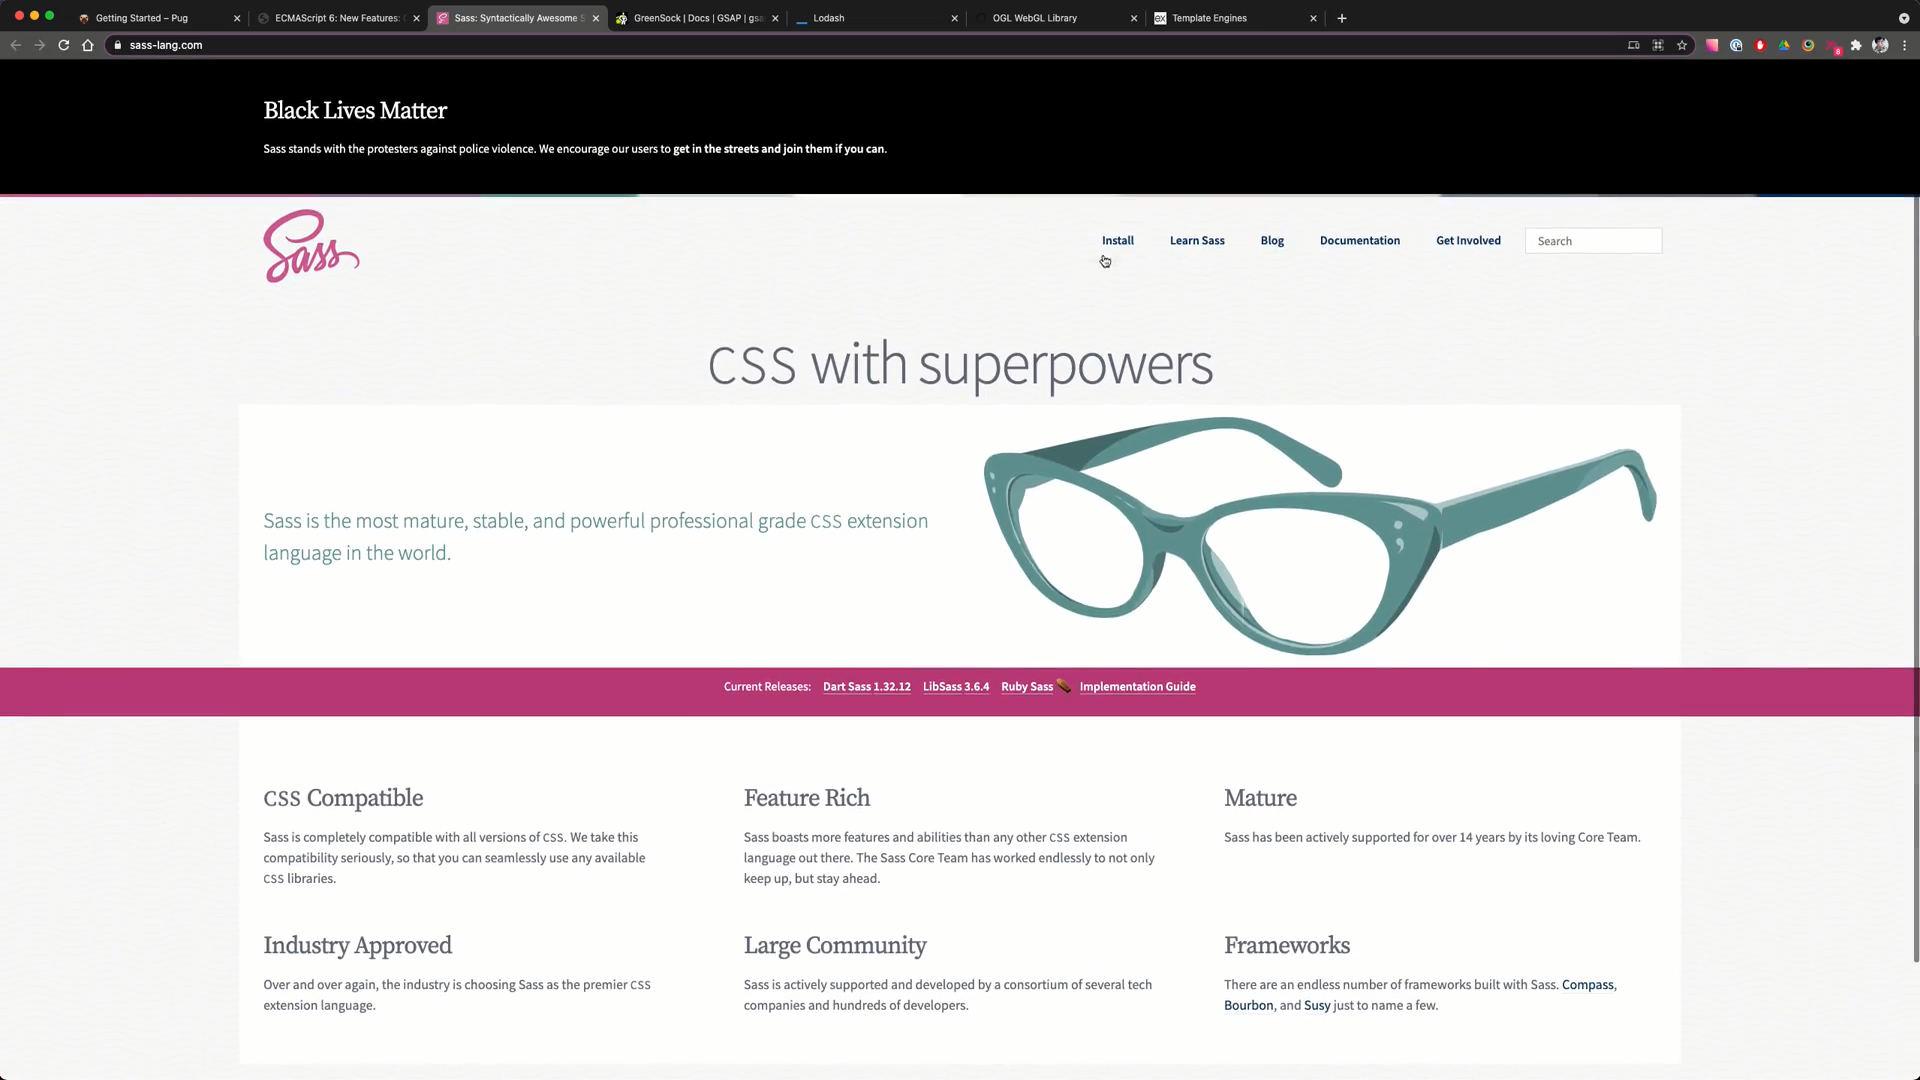 Getting Started – Pug
ECMAScript 6: New Features:
Sass: Syntactically Awesome S
GreenSock | Docs | GSAP | gsa
Lodash
OGL WebGL Library
ex Template Engines
sass-lang.com
8
Black Lives Matter
Sass stands with the protesters against police violence. We encourage our users to get in the streets and join them if you can.
Sass
Install
Learn Sass
Blog
Documentation
Get Involved
Search
CSS with superpowers
Sass is the most mature, stable, and powerful professional grade CSS extension
language in the world.
Current Releases: Dart Sass 1.32.12 LibSass 3.6.4 Ruby Sass Implementation Guide
CSS Compatible
Sass is completely compatible with all versions of CSS. We take this
compatibility seriously, so that you can seamlessly use any available
CSS libraries.
Feature Rich
Sass boasts more features and abilities than any other CSS extension
language out there. The Sass Core Team has worked endlessly to not only
keep up, but stay ahead.
Mature
Sass has been actively supported for over 14 years by its loving Core Team.
Industry Approved
Over and over again, the industry is choosing Sass as the premier CSS
extension language.
Large Community
Sass is actively supported and developed by a consortium of several tech
companies and hundreds of developers.
Frameworks
There are an endless number of frameworks built with Sass. Compass,
Bourbon, and Susy just to name a few.